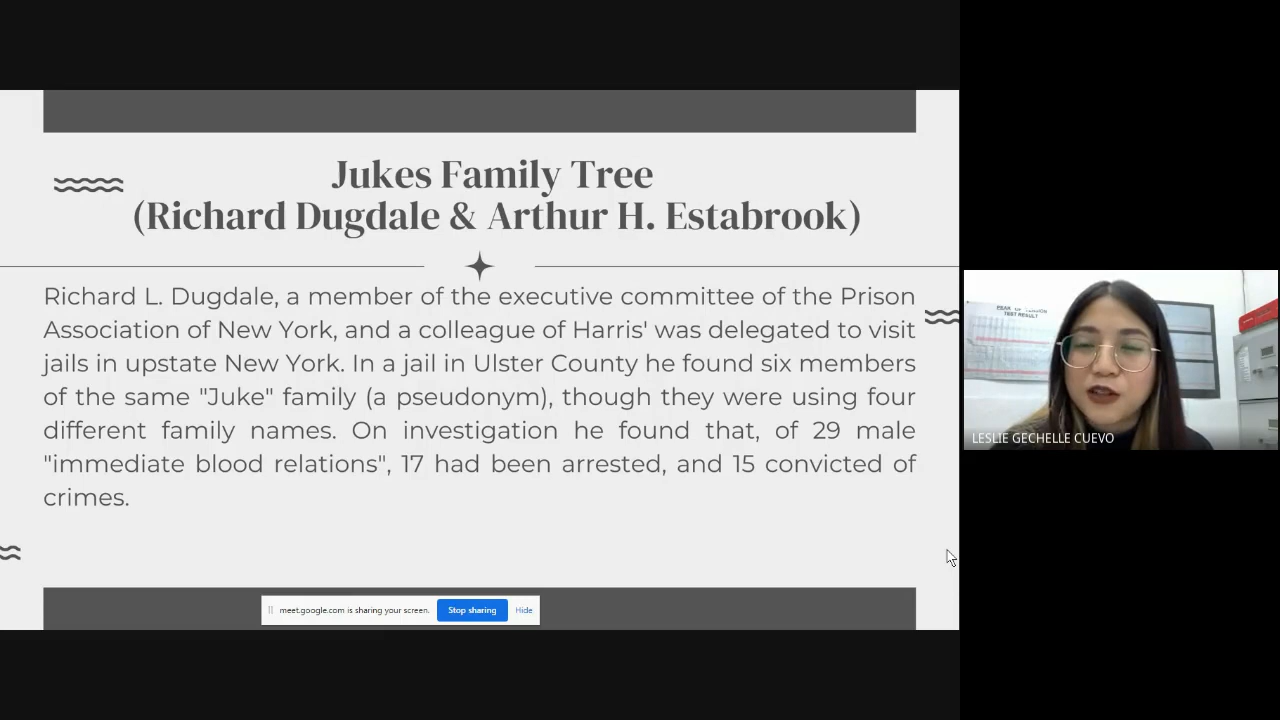 Jukes Family Tree
(Richard Dugdale & Arthur H. Estabrook)
Richard L. Dugdale, a member of the executive committee of the Prison
Association of New York, and a colleague of Harris' was delegated to visit
jails in upstate New York. In a jail in Ulster County he found six members
of the same "Juke" family (a pseudonym), though they were using four
different family names. On investigation he found that, of 29 male
"immediate blood relations", 17 had been arrested, and 15 convicted of
crimes.
meet.google.com is sharing your screen.
Stop sharing
Hide
TEST RESULT
LESLIE GECHELLE CUEVO